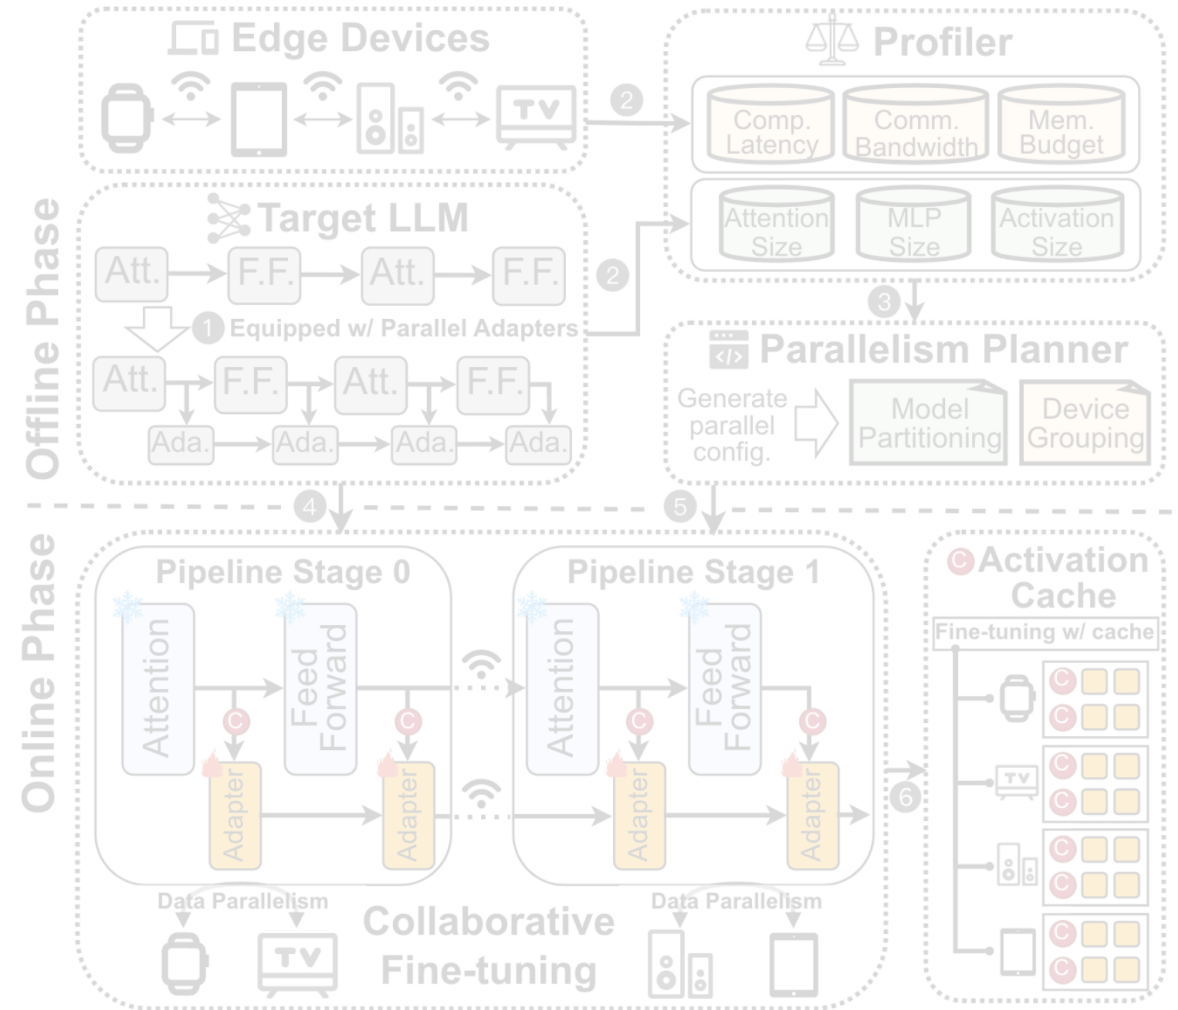 Edge Devices
TV
2
Profiler
Comp.
Latency
Comm.
Bandwidth
Mem.
Budget
Attention
Size
MLP
Size
Activation
Size
Offline Phase
Target LLM
Att.
F.F.
Att.
F.F.
1 Equipped w/ Parallel Adapters
2
Att.
F.F.
Att.
F.F.
Ada.
Ada.
Ada.
Ada.
3
Parallelism Planner
Generate
parallel
config.
Model
Partitioning
Device
Grouping
4
5
Online Phase
Pipeline Stage 0
Attention
Feed
Forward
C
C
Adapter
Adapter
Pipeline Stage 1
Attention
Feed
Forward
C
C
Adapter
Adapter
Data Parallelism
TV
Collaborative
Fine-tuning
Data Parallelism
6
C Activation
Cache
Fine-tuning w/ cache
C
C
TV
C
C
C
C
C
C